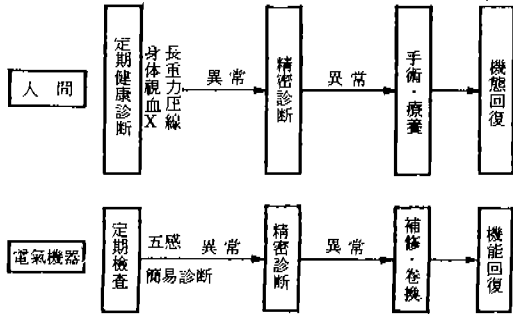 人間
定期健康診断
身長
体重
視力
血圧
X線
異常
精密診断
異常
手術・療養
機態回復
電氣機器
定期檢査
五感
簡易診断
異常
精密診断
異常
補修・卷換
機能回復